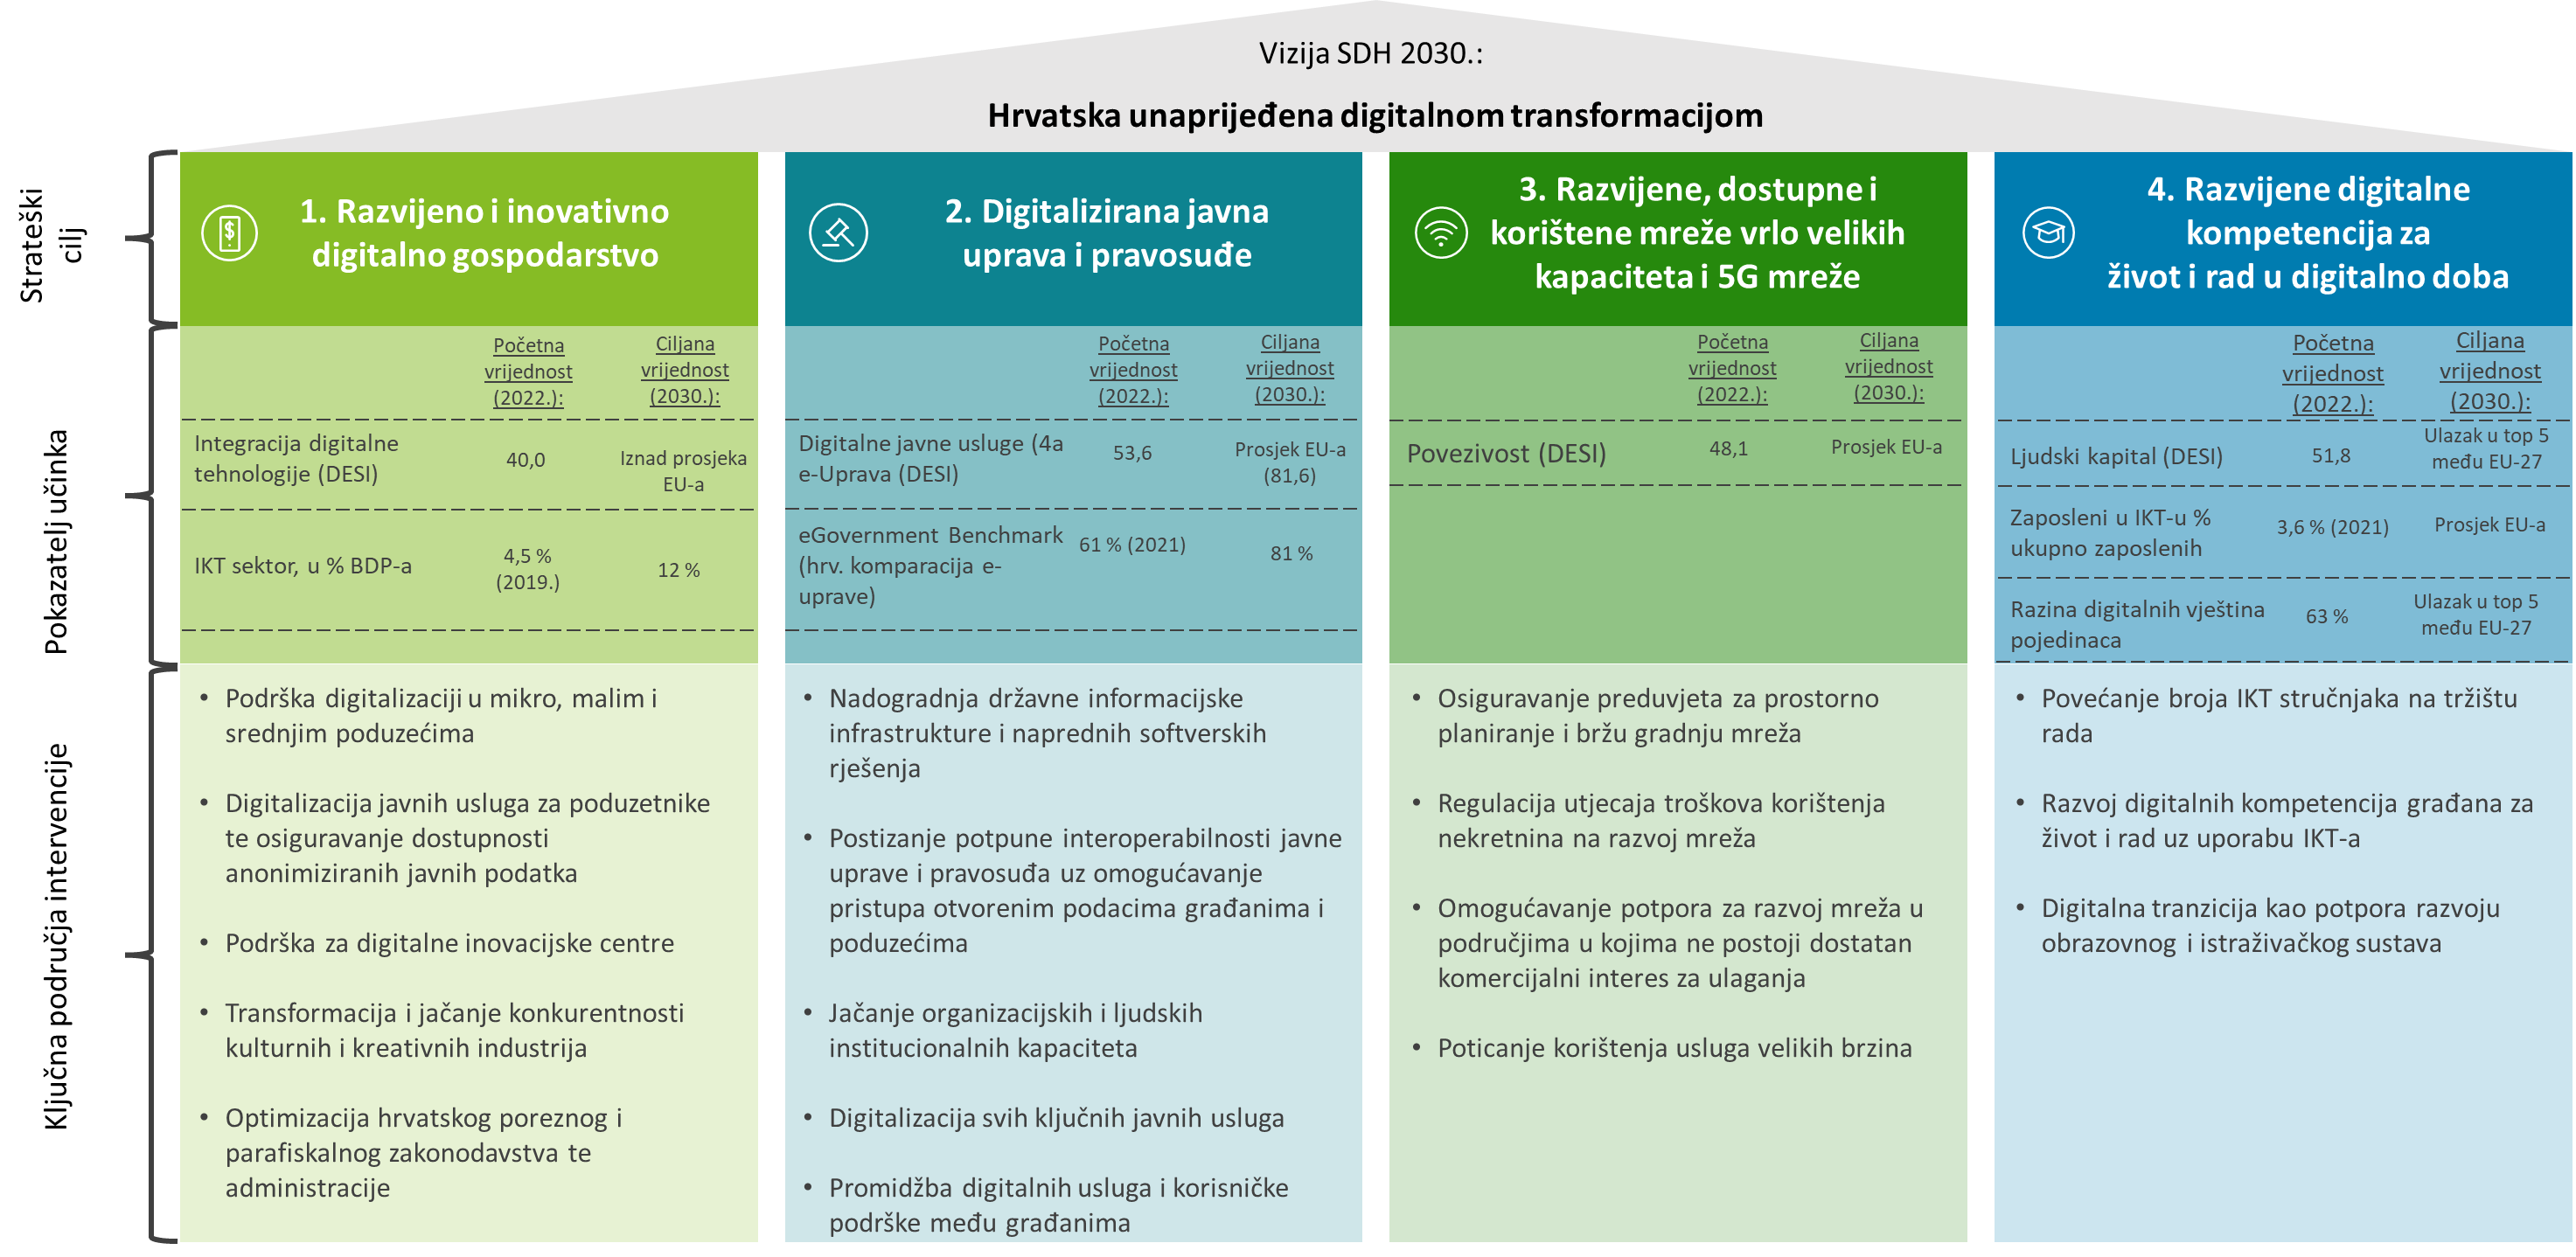 Vizija SDH 2030.:
Hrvatska unaprijeđena digitalnom transformacijom
Strateški
cilj
1. Razvijeno i inovativno
digitalno gospodarstvo
2. Digitalizirana javna
uprava i pravosuđe
3. Razvijene, dostupne i
korištene mreže vrlo velikih
kapaciteta i 5G mreže
4. Razvijene digitalne
kompetencija za
život i rad u digitalno doba
Pokazatelj učinka
Početna
vrijednost
(2022.):
Ciljana
vrijednost
(2030.):
Integracija digitalne
tehnologije (DESI)
40,0
Iznad prosjeka
EU-a
IKT sektor, u % BDP-a
4,5 %
(2019.)
12 %
Početna
vrijednost
(2022.):
Ciljana
vrijednost
(2030.):
Digitalne javne usluge (4a
e-Uprava (DESI)
53,6
Prosjek EU-a
(81,6)
eGovernment Benchmark
(hrv. komparacija e-
uprave)
61 % (2021)
81 %
Početna
vrijednost
(2022.):
Ciljana
vrijednost
(2030.):
Povezivost (DESI)
48,1
Prosjek EU-a
Početna
vrijednost
(2022.):
Ciljana
vrijednost
(2030.):
Ljudski kapital (DESI)
51,8
Ulazak u top 5
među EU-27
Zaposleni u IKT-u %
ukupno zaposlenih
3,6 % (2021)
Prosjek EU-a
Razina digitalnih vještina
pojedinaca
63 %
Ulazak u top 5
među EU-27
Ključna područja intervencije
• Podrška digitalizaciji u mikro, malim i
srednjim poduzećima
• Digitalizacija javnih usluga za poduzetnike
te osiguravanje dostupnosti
anonimiziranih javnih podatka
• Podrška za digitalne inovacijske centre
• Transformacija i jačanje konkurentnosti
kulturnih i kreativnih industrija
• Optimizacija hrvatskog poreznog i
parafiskalnog zakonodavstva te
administracije
• Nadogradnja državne informacijske
infrastrukture i naprednih softverskih
rješenja
• Postizanje potpune interoperabilnosti javne
uprave i pravosuđa uz omogućavanje
pristupa otvorenim podacima građanima i
poduzećima
• Jačanje organizacijskih i ljudskih
institucionalnih kapaciteta
• Digitalizacija svih ključnih javnih usluga
• Promidžba digitalnih usluga i korisničke
podrške među građanima
• Osiguravanje preduvjeta za prostorno
planiranje i bržu gradnju mreža
• Regulacija utjecaja troškova korištenja
nekretnina na razvoj mreža
• Omogućavanje potpora za razvoj mreža u
područjima u kojima ne postoji dostatan
komercijalni interes za ulaganja
• Poticanje korištenja usluga velikih brzina
• Povećanje broja IKT stručnjaka na tržištu
rada
• Razvoj digitalnih kompetencija građana za
život i rad uz uporabu IKT-a
• Digitalna tranzicija kao potpora razvoju
obrazovnog i istraživačkog sustava